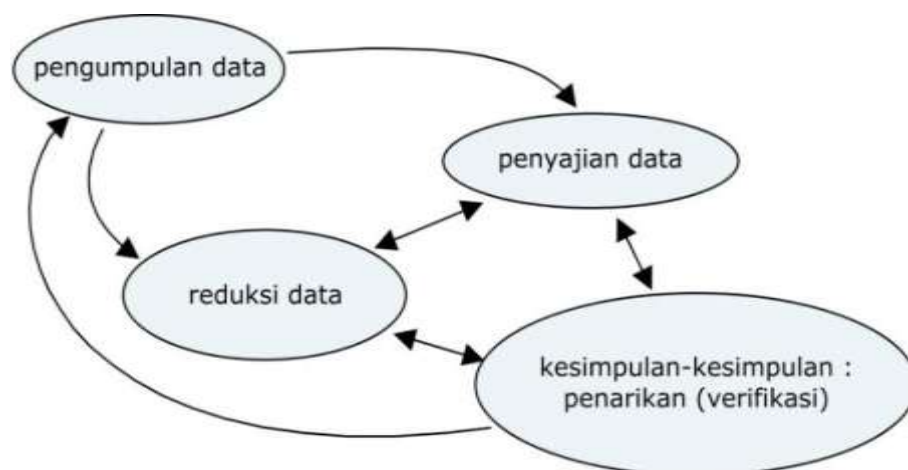 pengumpulan data
penyajian data
reduksi data
kesimpulan-kesimpulan :
penarikan (verifikasi)